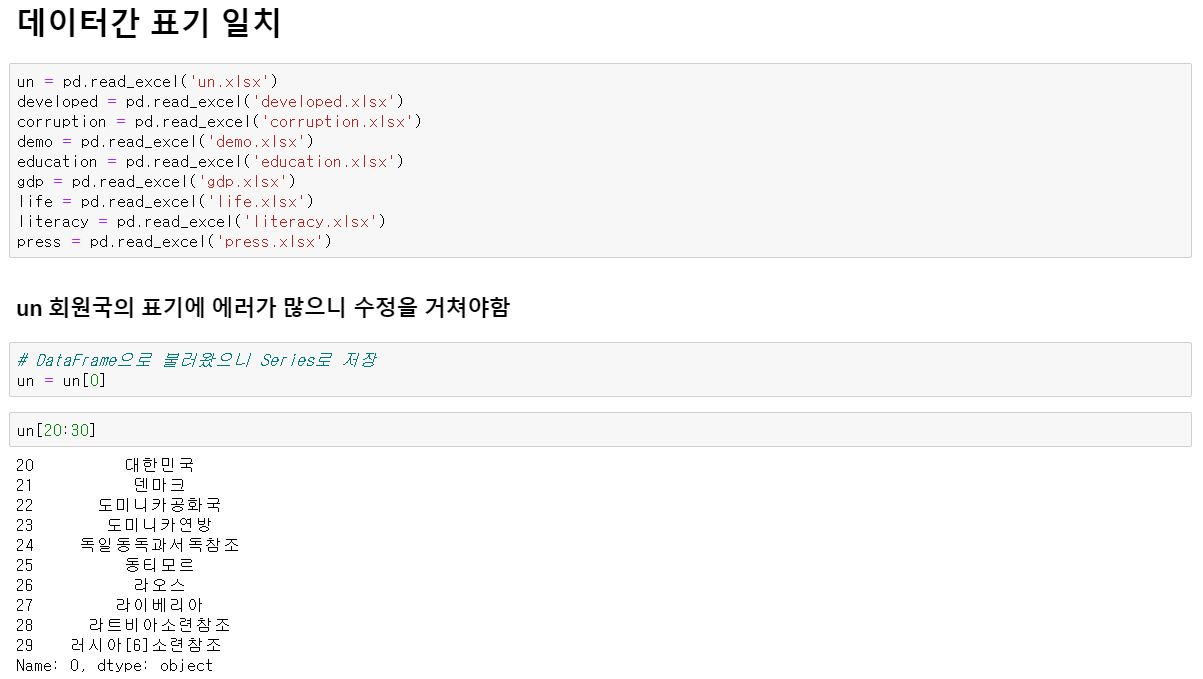 데이터간 표기 일치
un = pd.read_excel('un.xlsx')
developed = pd.read_excel('developed.xlsx')
corruption = pd.read_excel('corruption.xlsx')
demo = pd.read_excel('demo.xlsx')
education = pd.read_excel('education.xlsx')
gdp = pd.read_excel('gdp.xlsx')
life = pd.read_excel('life.xlsx')
literacy = pd.read_excel('literacy.xlsx')
press = pd.read_excel('press.xlsx')
un 회원국의 표기에 에러가 많으니 수정을 거쳐야함
# DataFrame으로 불러왔으니 Series로 저장
un = un[0]
un[20:30]
20 대한민국
21 덴마크
22 도미니카공화국
23 도미니카연방
24 독일동독과서독참조
25 동티모르
26 라오스
27 라이베리아
28 라트비아소련참조
29 러시아[6]소련참조
Name: 0, dtype: object